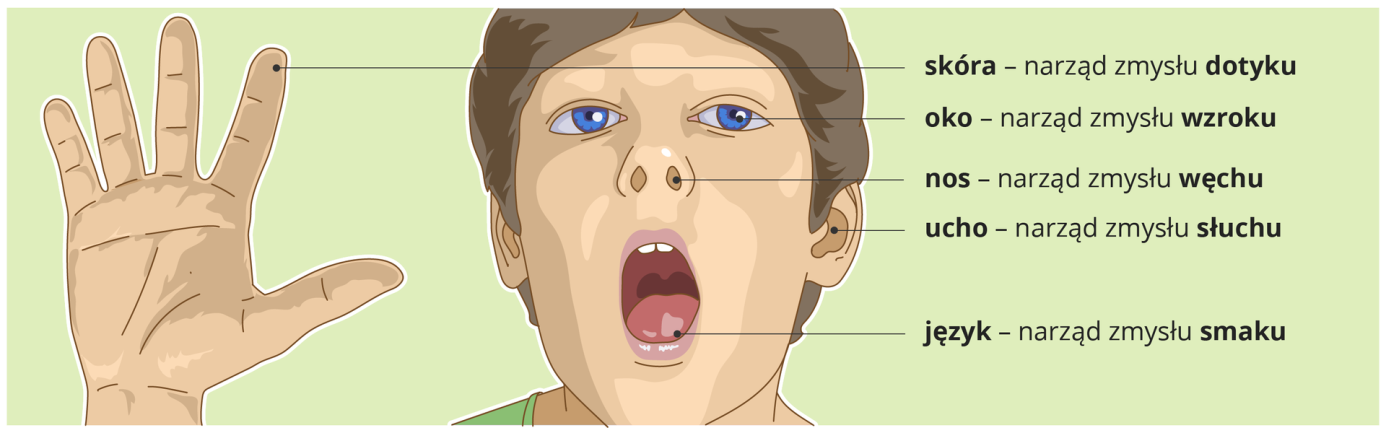 skóra – narząd zmysłu dotyku
oko – narząd zmysłu wzroku
nos – narząd zmysłu węchu
ucho – narząd zmysłu słuchu
język – narząd zmysłu smaku